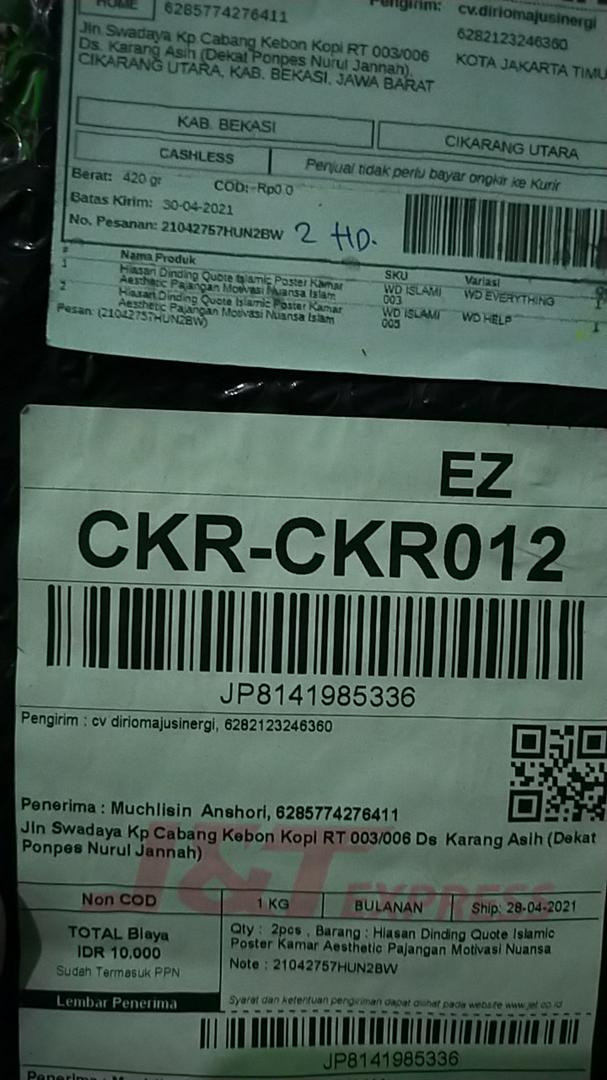 HOME
6285774276411
Pengirim: cv.diriomajusinergi
6282123246360
KOTA JAKARTA TIMU
Jln Swadaya Kp Cabang Kebon Kopi RT 003/006
Ds. Karang Asih (Dekat Ponpes Nurul Jannah),
CIKARANG UTARA, KAB. BEKASI, JAWA BARAT
KAB. BEKASI
CIKARANG UTARA
CASHLESS
Penjual tidak perlu bayar ongkir ke Kurir
Berat: 420 gr COD: Rp0.0
Batas Kirim: 30-04-2021
No. Pesanan: 21042757HUN2BW 2 HD.
# Nama Produk SKU Variasi
1 Hiasan Dinding Quote Islamic Poster Kamar
Aesthetic Pajangan Motivasi Nuansa Islam
WD ISLAMI
003
WD EVERYTHING
1
2 Hiasan Dinding Quote Islamic Poster Kamar
Aesthetic Pajangan Motivasi Nuansa Islam
WD ISLAMI
005
WD HELP
1
Pesan: (21042757HUN2BW)
EZ
CKR-CKR012
JP8141985336
Pengirim : cv diriomajusinergi, 6282123246360
Penerima : Muchlisin Anshori, 6285774276411
Jln Swadaya Kp Cabang Kebon Kopi RT 003/006 Ds Karang Asih (Dekat
Ponpes Nurul Jannah)
J&T EXPRESS
Non COD
1 KG
BULANAN
Ship: 28-04-2021
TOTAL Biaya
IDR 10.000
Sudah Termasuk PPN
Qty : 2pcs , Barang : Hiasan Dinding Quote Islamic
Poster Kamar Aesthetic Pajangan Motivasi Nuansa
Note : 21042757HUN2BW
Lembar Penerima
Syarat dan ketentuan pengiriman dapat dilihat pada website www.jet.co.id
JP8141985336
Penerima : Muchlisin